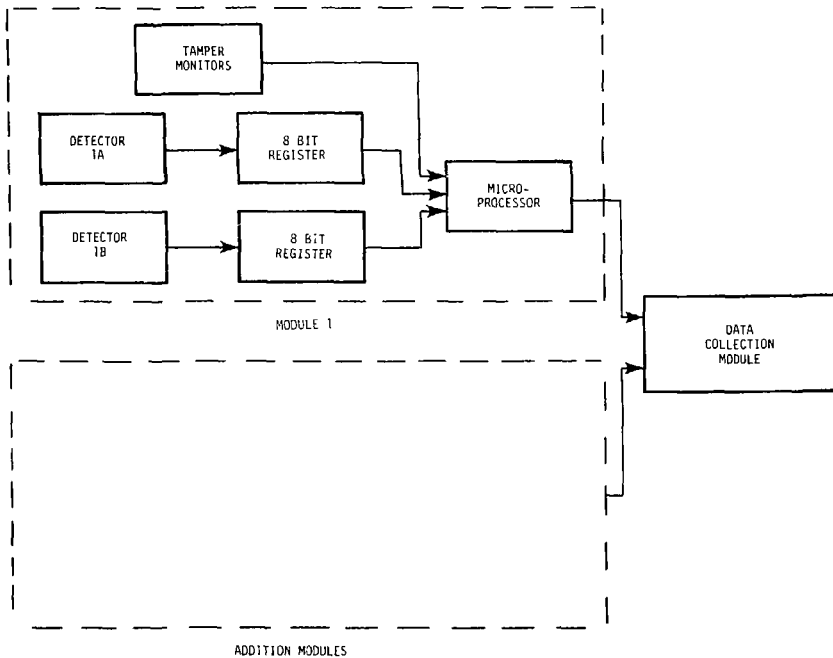 TAMPER
MONITORS
DETECTOR
1A
8 BIT
REGISTER
MICRO-
PROCESSOR
DETECTOR
1B
8 BIT
REGISTER
MODULE 1
DATA
COLLECTION
MODULE
ADDITION MODULES